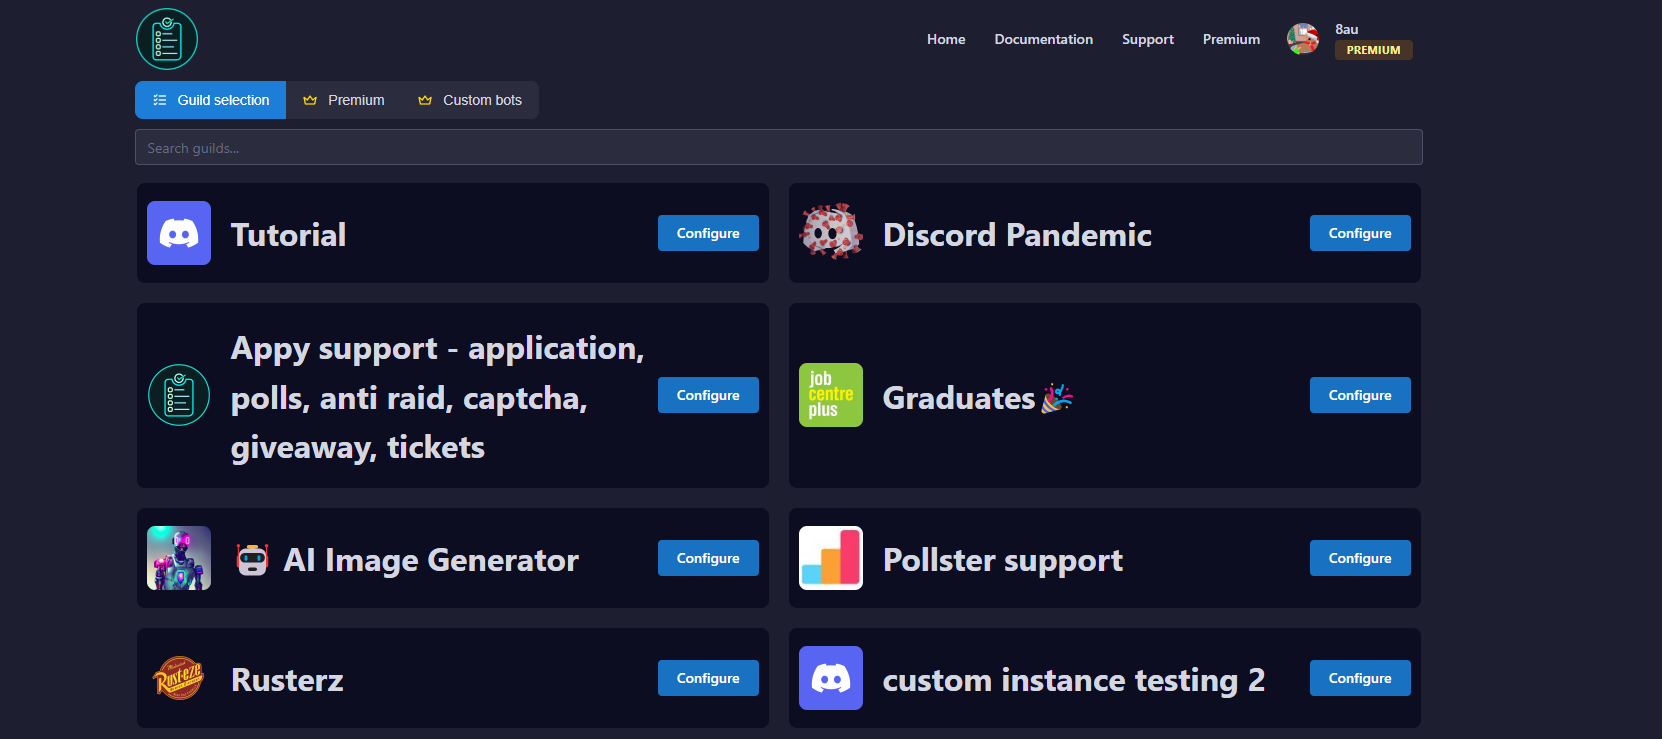 Home Documentation Support Premium 8au
PREMIUM
Guild selection Premium Custom bots
Search guilds...
Tutorial Configure
Discord Pandemic Configure
Appy support - application,
polls, anti raid, captcha,
giveaway, tickets
Configure
job
centre
plus
Graduates🎉 Configure
🤖 AI Image Generator Configure
Pollster support Configure
Rust-eze
Rusterz Configure
custom instance testing 2 Configure